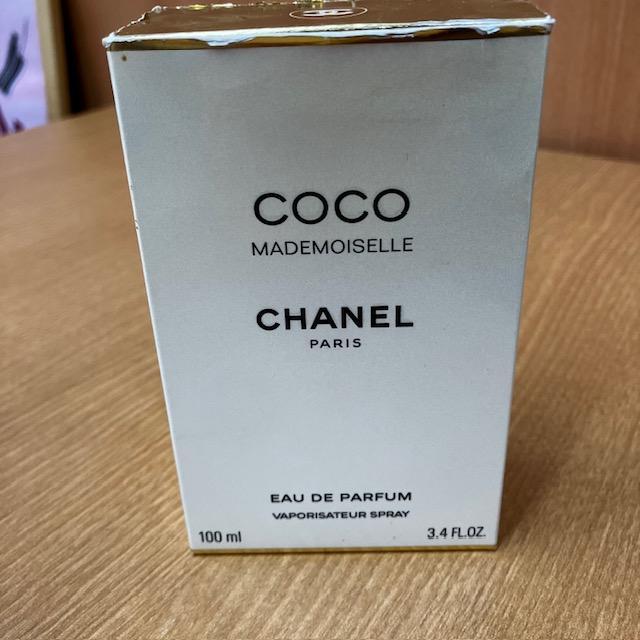 COCO
MADEMOISELLE
CHANEL
PARIS
EAU DE PARFUM
VAPORISATEUR SPRAY
100 ml 3.4 FL.OZ.